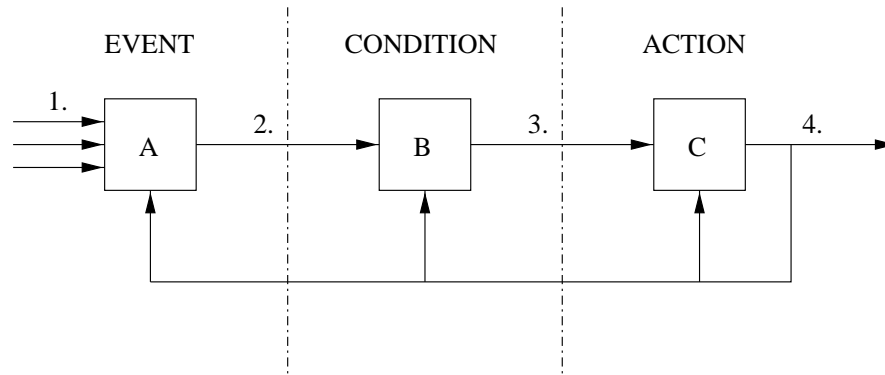 EVENT CONDITION ACTION
1. 2. 3. 4.
A B C